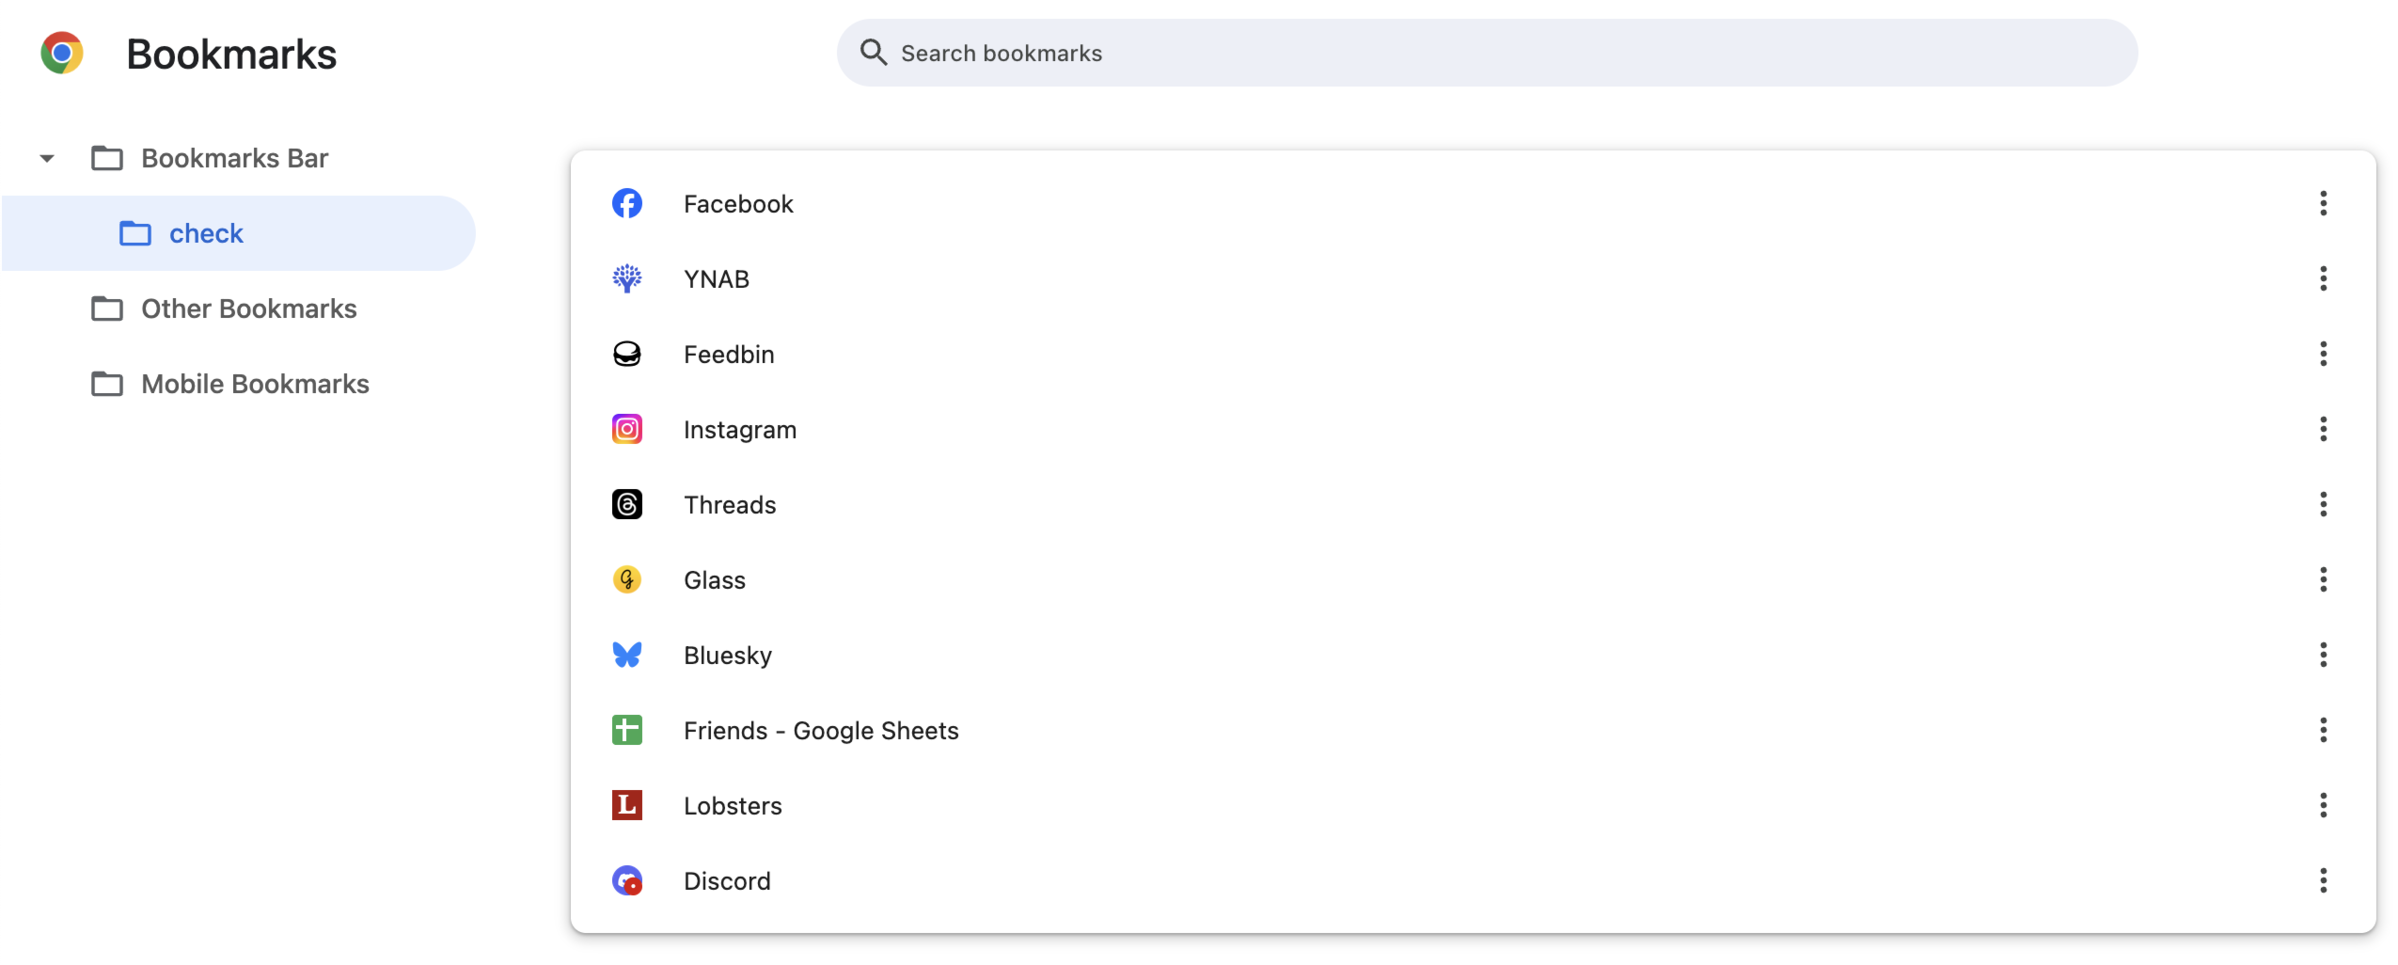 Bookmarks
Search bookmarks
Bookmarks Bar
check
Other Bookmarks
Mobile Bookmarks
Facebook
YNAB
Feedbin
Instagram
Threads
Glass
Bluesky
Friends - Google Sheets
L
Lobsters
Discord